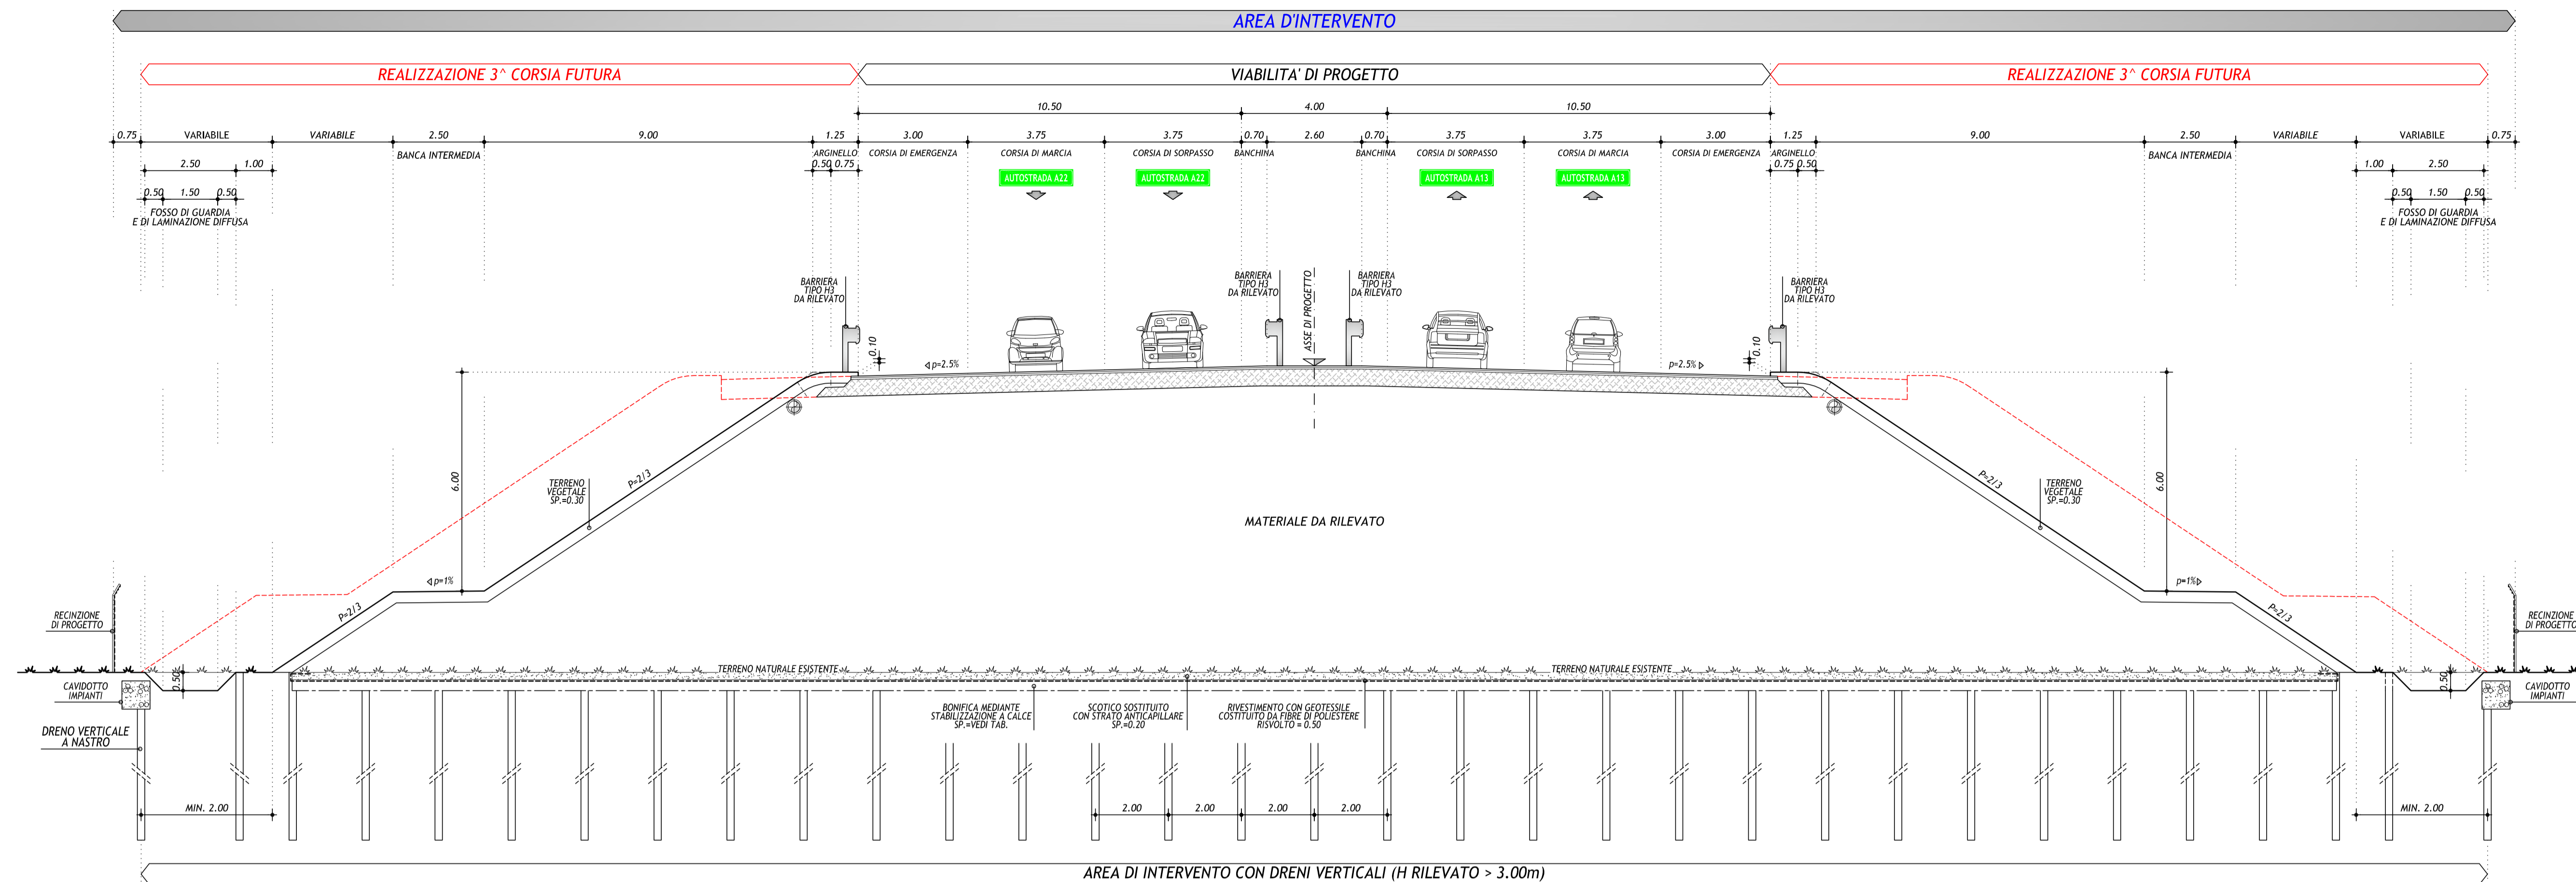 AREA D'INTERVENTO
REALIZZAZIONE 3^ CORSIA FUTURA
VIABILITA' DI PROGETTO
REALIZZAZIONE 3^ CORSIA FUTURA
10.50
4.00
10.50
0.75
VARIABILE
VARIABILE
2.50
9.00
1.25
3.00
3.75
3.75
0.70
2.60
0.70
3.75
3.75
3.00
1.25
9.00
2.50
VARIABILE
VARIABILE
0.75
BANCA INTERMEDIA
ARGINELLO
CORSIA DI EMERGENZA
CORSIA DI MARCIA
CORSIA DI SORPASSO
BANCHINA
BANCHINA
CORSIA DI SORPASSO
CORSIA DI MARCIA
CORSIA DI EMERGENZA
ARGINELLO
BANCA INTERMEDIA
2.50
1.00
0.50
0.75
0.75
0.50
1.00
2.50
AUTOSTRADA A22
AUTOSTRADA A22
AUTOSTRADA A13
AUTOSTRADA A13
0.50
1.50
0.50
0.50
1.50
0.50
FOSSO DI GUARDIA
E DI LAMINAZIONE DIFFUSA
FOSSO DI GUARDIA
E DI LAMINAZIONE DIFFUSA
BARRIERA
TIPO H3
DA RILEVATO
BARRIERA
TIPO H3
DA RILEVATO
ASSE DI PROGETTO
BARRIERA
TIPO H3
DA RILEVATO
BARRIERA
TIPO H3
DA RILEVATO
0.10
0.10
p=2.5%
p=2.5%
6.00
6.00
P=2/3
P=2/3
TERRENO
VEGETALE
SP.=0.30
TERRENO
VEGETALE
SP.=0.30
MATERIALE DA RILEVATO
p=1%
p=1%
P=2/3
P=2/3
RECINZIONE
DI PROGETTO
RECINZIONE
DI PROGETTO
TERRENO NATURALE ESISTENTE
TERRENO NATURALE ESISTENTE
0.50
0.50
CAVIDOTTO
IMPIANTI
CAVIDOTTO
IMPIANTI
BONIFICA MEDIANTE
STABILIZZAZIONE A CALCE
SP.=VEDI TAB.
SCOTICO SOSTITUITO
CON STRATO ANTICAPILLARE
SP.=0.20
RIVESTIMENTO CON GEOTESSILE
COSTITUITO DA FIBRE DI POLIESTERE
RISVOLTO = 0.50
DRENO VERTICALE
A NASTRO
MIN. 2.00
2.00
2.00
2.00
2.00
MIN. 2.00
AREA DI INTERVENTO CON DRENI VERTICALI (H RILEVATO > 3.00m)